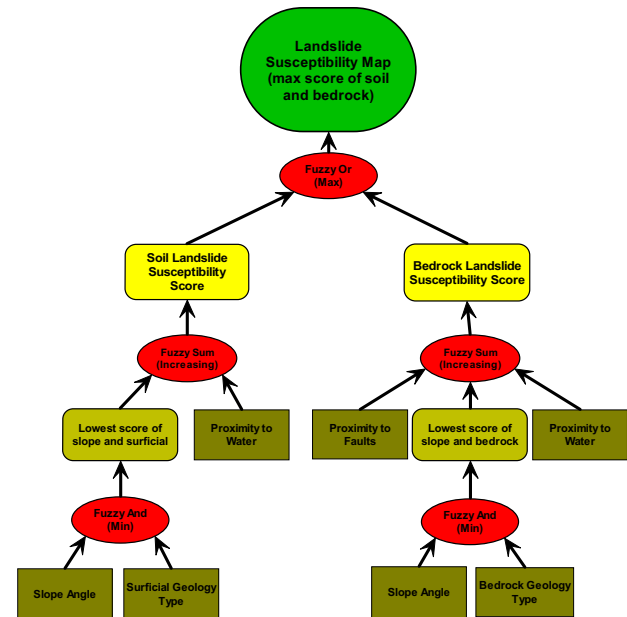 Landslide
Susceptibility Map
(max score of soil
and bedrock)
Fuzzy Or
(Max)
Soil Landslide
Susceptibility
Score
Bedrock Landslide
Susceptibility Score
Fuzzy Sum
(Increasing)
Fuzzy Sum
(Increasing)
Lowest score of
slope and surficial
Proximity to
Water
Proximity to
Faults
Lowest score of
slope and bedrock
Proximity to
Water
Fuzzy And
(Min)
Fuzzy And
(Min)
Slope Angle
Surficial Geology
Type
Slope Angle
Bedrock Geology
Type